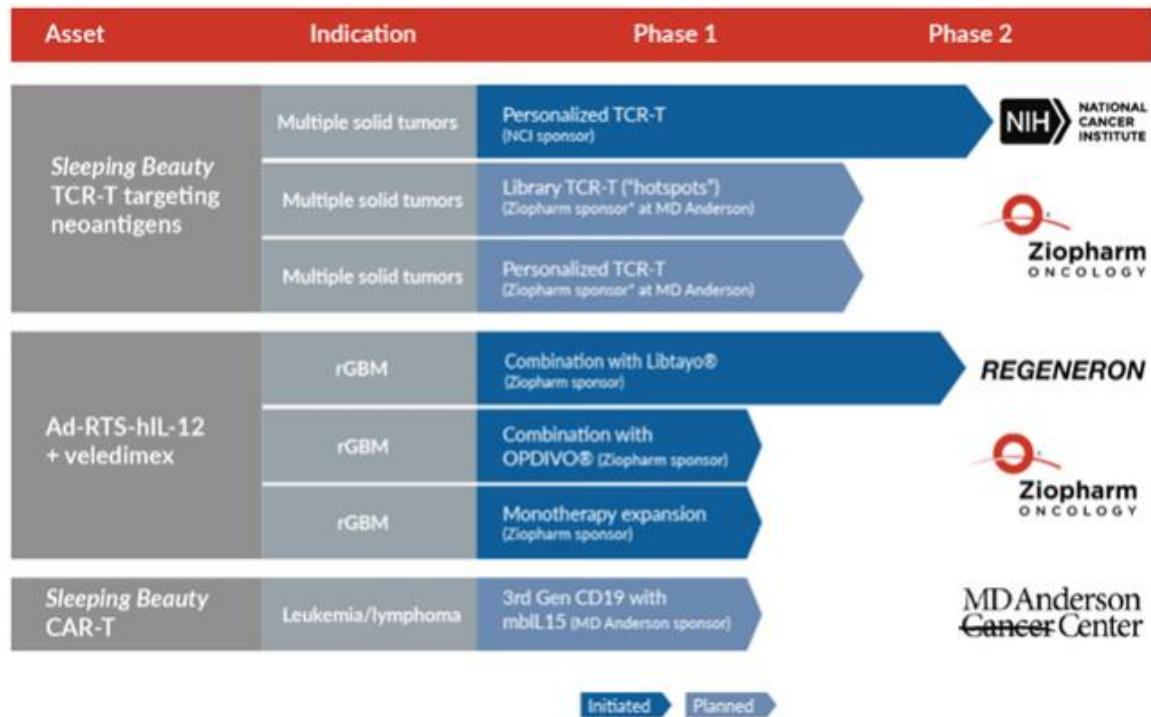 Asset Indication Phase 1 Phase 2
Sleeping Beauty
TCR-T targeting
neoantigens
Multiple solid tumors
Personalized TCR-T
(NCI sponsor)
NIH
NATIONAL
CANCER
INSTITUTE
Multiple solid tumors
Library TCR-T ("hotspots")
(Ziopharm sponsor* at MD Anderson)
Multiple solid tumors
Personalized TCR-T
(Ziopharm sponsor* at MD Anderson)
Ziopharm
ONCOLOGY
Ad-RTS-hIL-12
+ veledimex
rGBM
Combination with Libtayo®
(Ziopharm sponsor)
REGENERON
rGBM
Combination with
OPDIVO® (Ziopharm sponsor)
rGBM
Monotherapy expansion
(Ziopharm sponsor)
Ziopharm
ONCOLOGY
Sleeping Beauty
CAR-T
Leukemia/lymphoma
3rd Gen CD19 with
mbIL15 (MD Anderson sponsor)
MD Anderson
Cancer Center
Initiated Planned